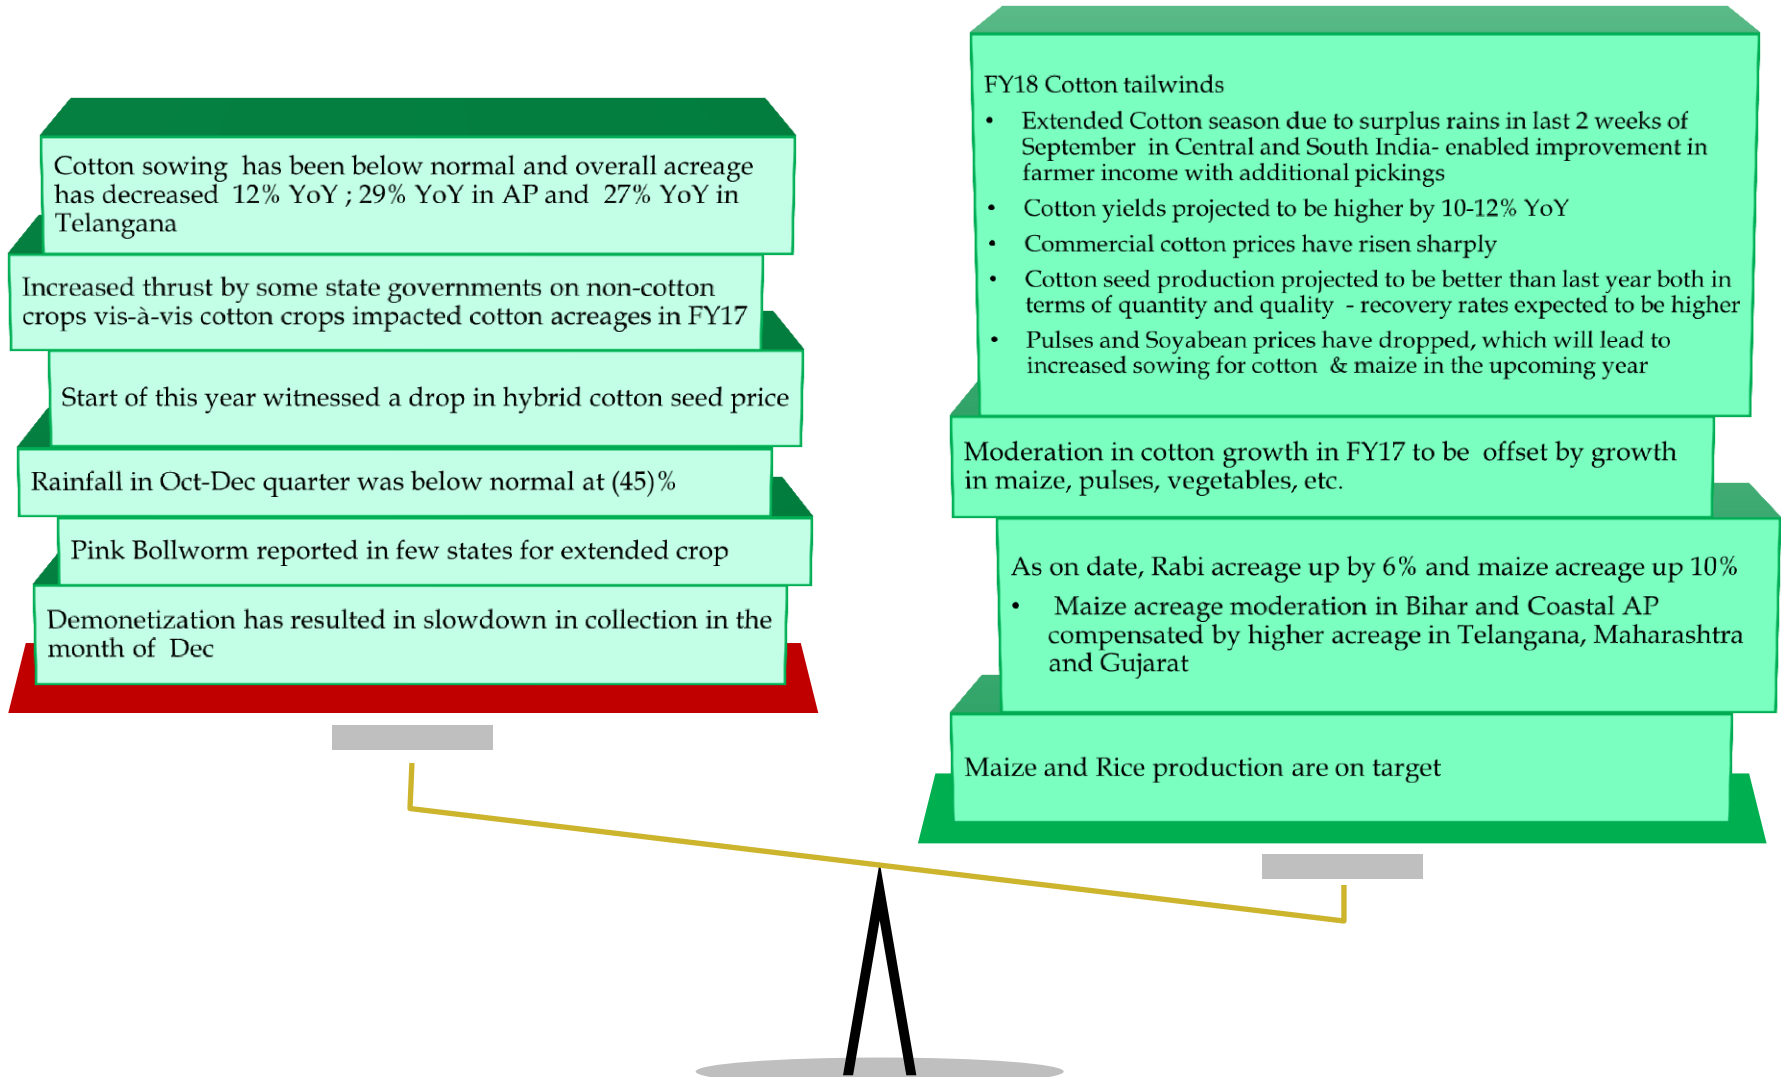 Cotton sowing has been below normal and overall acreage
has decreased 12% YoY ; 29% YoY in AP and 27% YoY in
Telangana
Increased thrust by some state governments on non-cotton
crops vis-à-vis cotton crops impacted cotton acreages in FY17
Start of this year witnessed a drop in hybrid cotton seed price
Rainfall in Oct-Dec quarter was below normal at (45)%
Pink Bollworm reported in few states for extended crop
Demonetization has resulted in slowdown in collection in the
month of Dec
FY18 Cotton tailwinds
• Extended Cotton season due to surplus rains in last 2 weeks of
September in Central and South India- enabled improvement in
farmer income with additional pickings
• Cotton yields projected to be higher by 10-12% YoY
• Commercial cotton prices have risen sharply
• Cotton seed production projected to be better than last year both in
terms of quantity and quality - recovery rates expected to be higher
• Pulses and Soyabean prices have dropped, which will lead to
increased sowing for cotton & maize in the upcoming year
Moderation in cotton growth in FY17 to be offset by growth
in maize, pulses, vegetables, etc.
As on date, Rabi acreage up by 6% and maize acreage up 10%
• Maize acreage moderation in Bihar and Coastal AP
compensated by higher acreage in Telangana, Maharashtra
and Gujarat
Maize and Rice production are on target